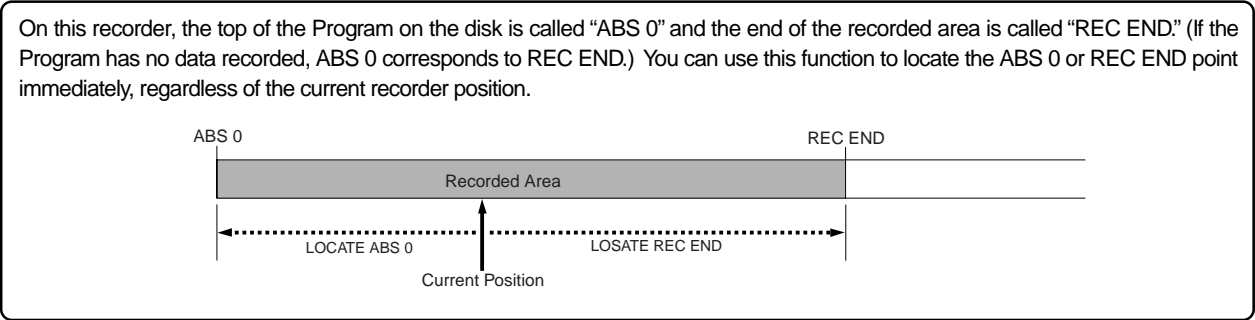 On this recorder, the top of the Program on the disk is called “ABS 0” and the end of the recorded area is called “REC END.” (If the
Program has no data recorded, ABS 0 corresponds to REC END.) You can use this function to locate the ABS 0 or REC END point
immediately, regardless of the current recorder position.
ABS 0
REC END
Recorded Area
LOCATE ABS 0
LOSATE REC END
Current Position